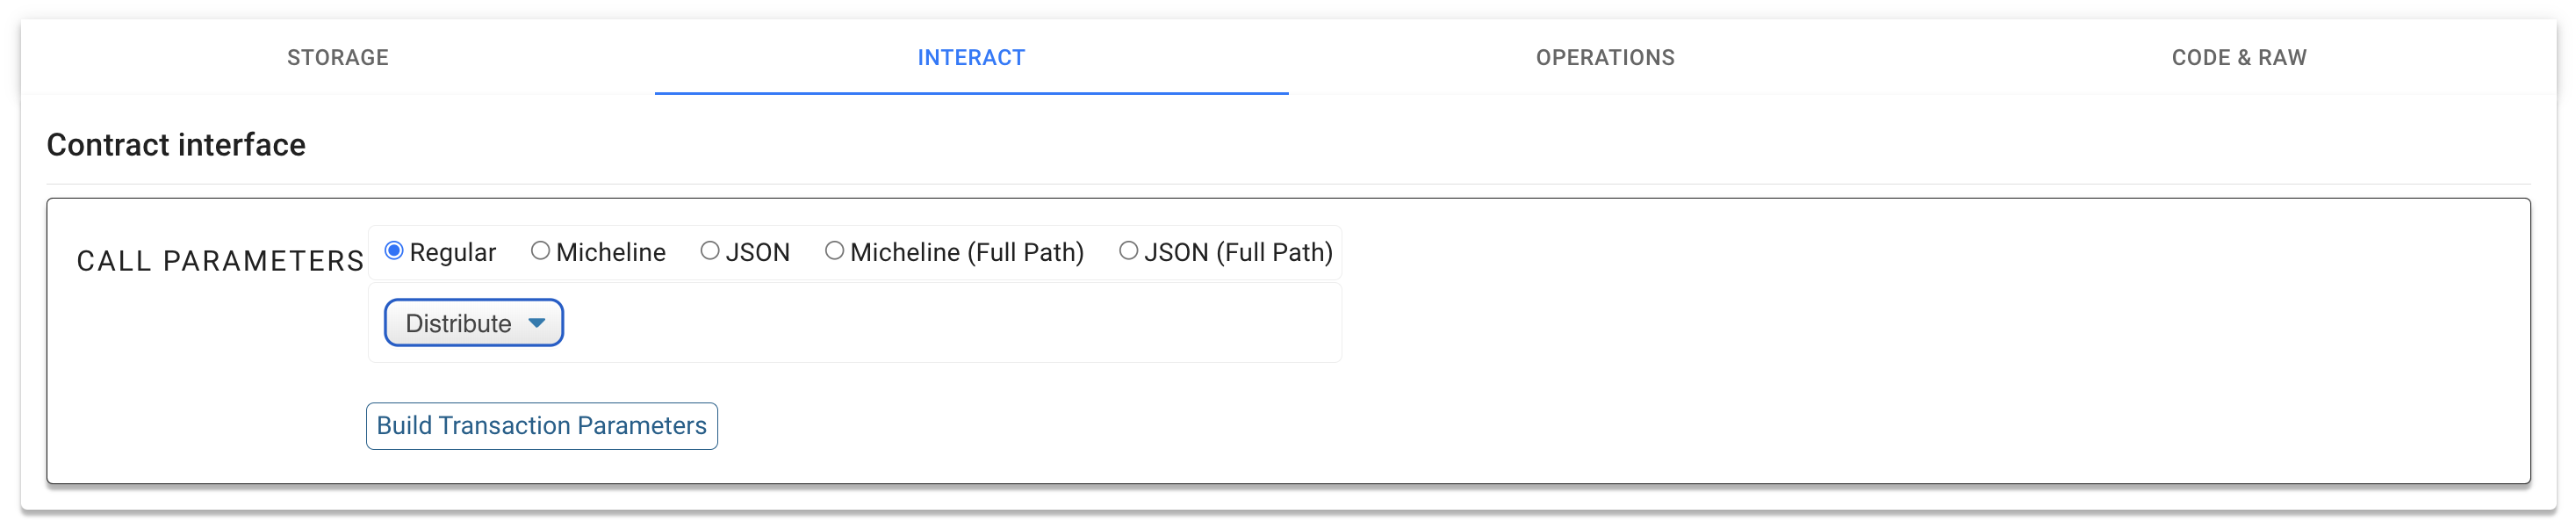 STORAGE INTERACT OPERATIONS CODE & RAW
Contract interface
CALL PARAMETERS Regular Micheline JSON Micheline (Full Path) JSON (Full Path)
Distribute
Build Transaction Parameters